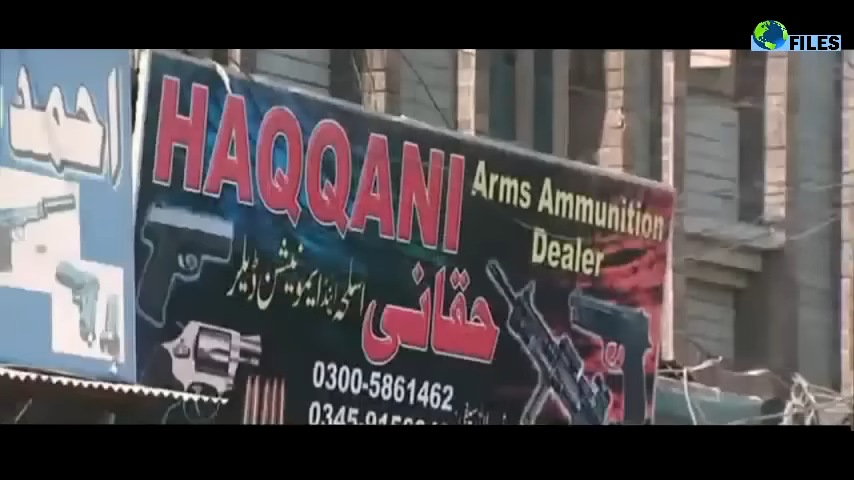 FILES
احمد
HAQQANI
Arms Ammunition
Dealer
اسلحہ اینڈ ایمونیشن ڈیلر
حقانی
0300-5861462